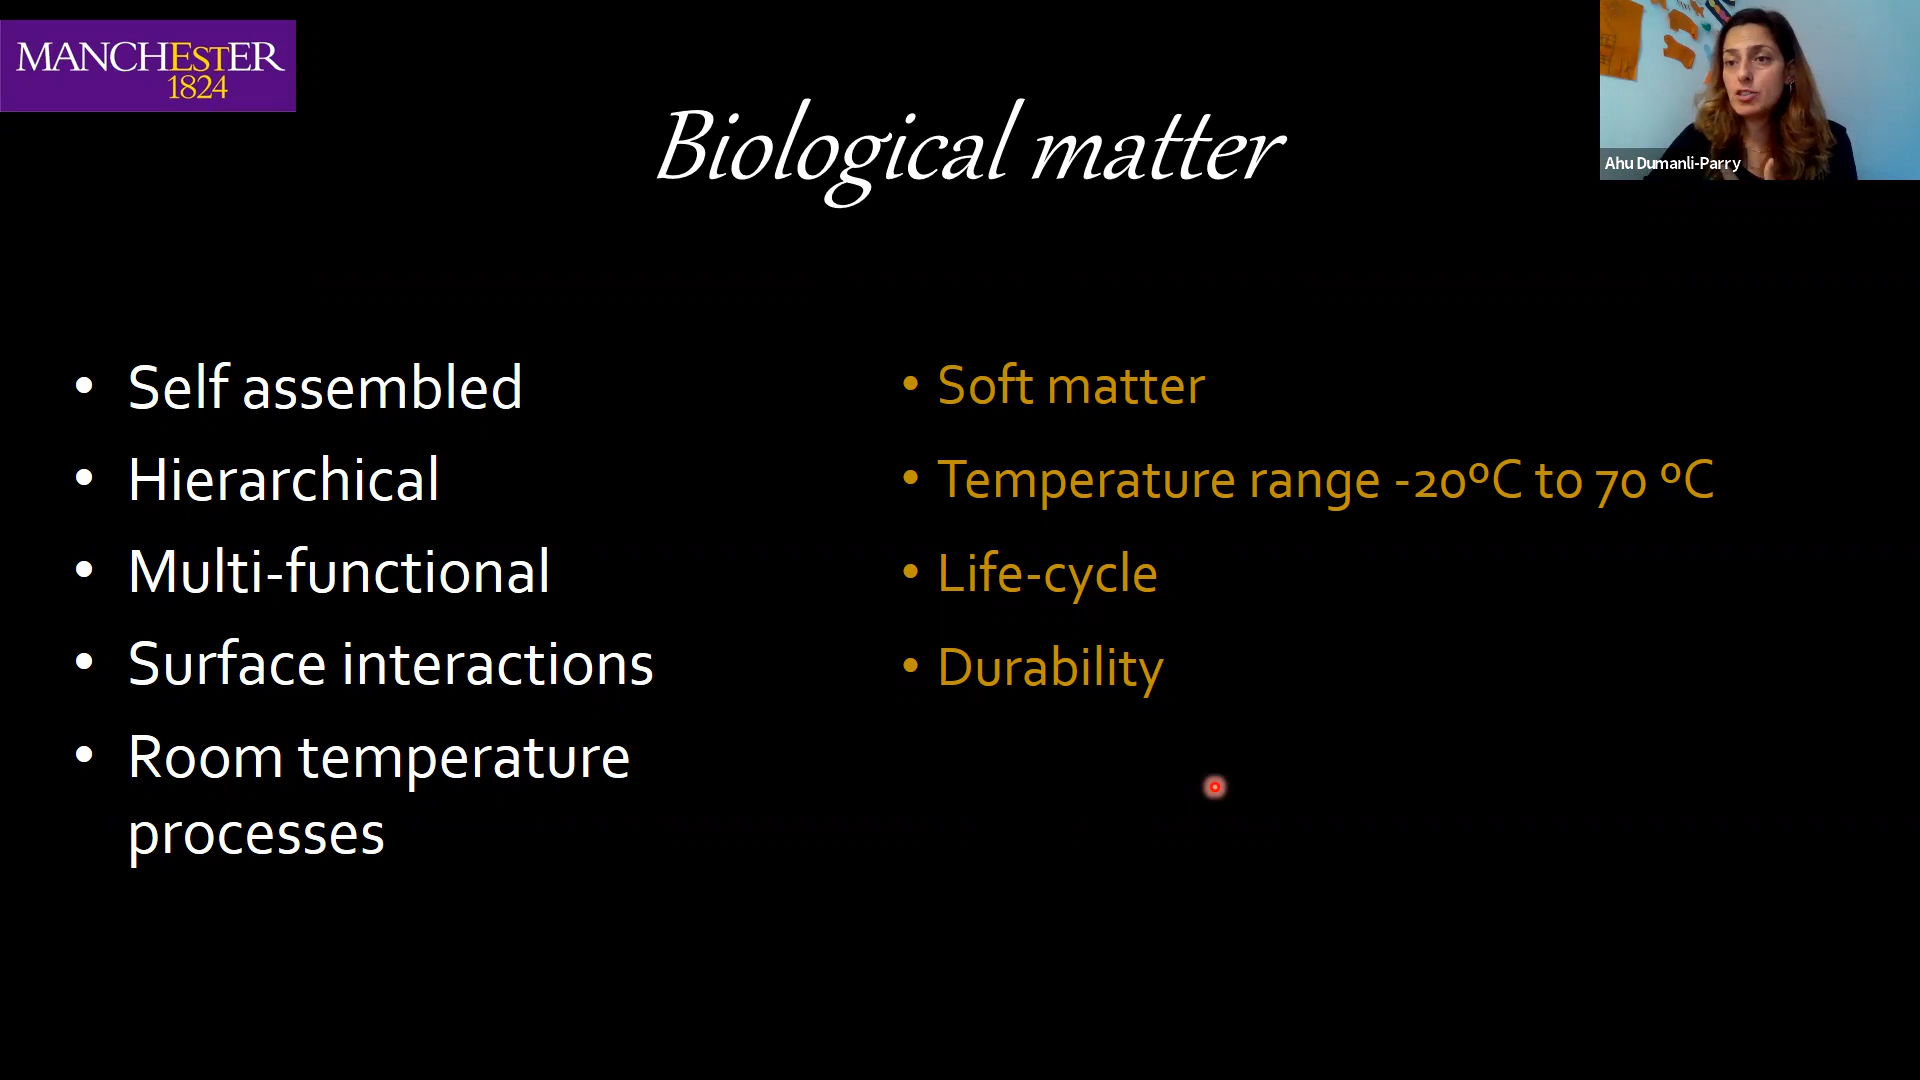 MANCHESTER
1824
Ahu Dumanli-Parry
Biological matter
• Self assembled
• Hierarchical
• Multi-functional
• Surface interactions
• Room temperature
processes
• Soft matter
• Temperature range -20ºC to 70 ºC
• Life-cycle
• Durability